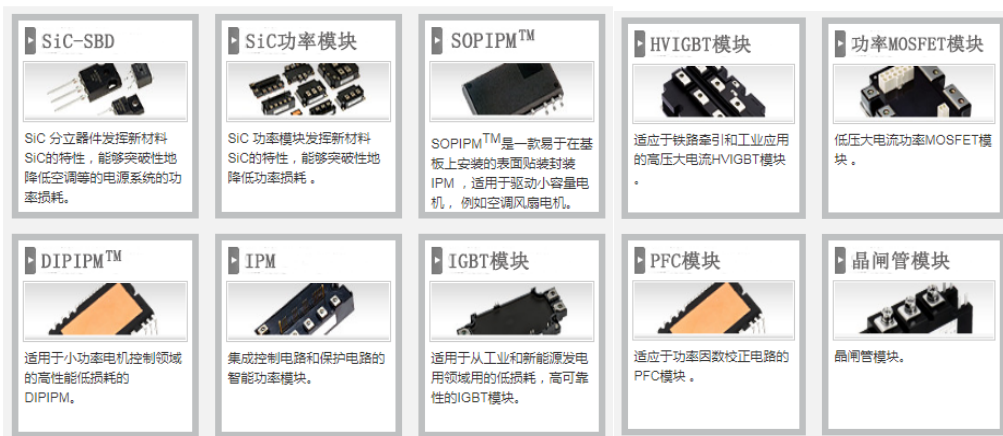 SiC-SBD
SiC 分立器件发挥新材料
SiC的特性，能够突破性地
降低空调等的电源系统的功
率损耗。
SiC功率模块
SiC 功率模块发挥新材料
SiC的特性，能够突破性地
降低功率损耗 。
SOPIPM™
SOPIPM™是一款易于在基
板上安装的表面贴装封装
IPM ，适用于驱动小容量电
机， 例如空调风扇电机。
HVIGBT模块
适应于铁路牵引和工业应用
的高压大电流HVIGBT模块
。
功率MOSFET模块
低压大电流功率MOSFET模
块 。
DIPIPM™
适用于小功率电机控制领域
的高性能低损耗的
DIPIPM。
IPM
集成控制电路和保护电路的
智能功率模块。
IGBT模块
适用于从工业和新能源发电
用领域用的低损耗，高可靠
性的IGBT模块。
PFC模块
适应于功率因数校正电路的
PFC模块 。
晶闸管模块
晶闸管模块。